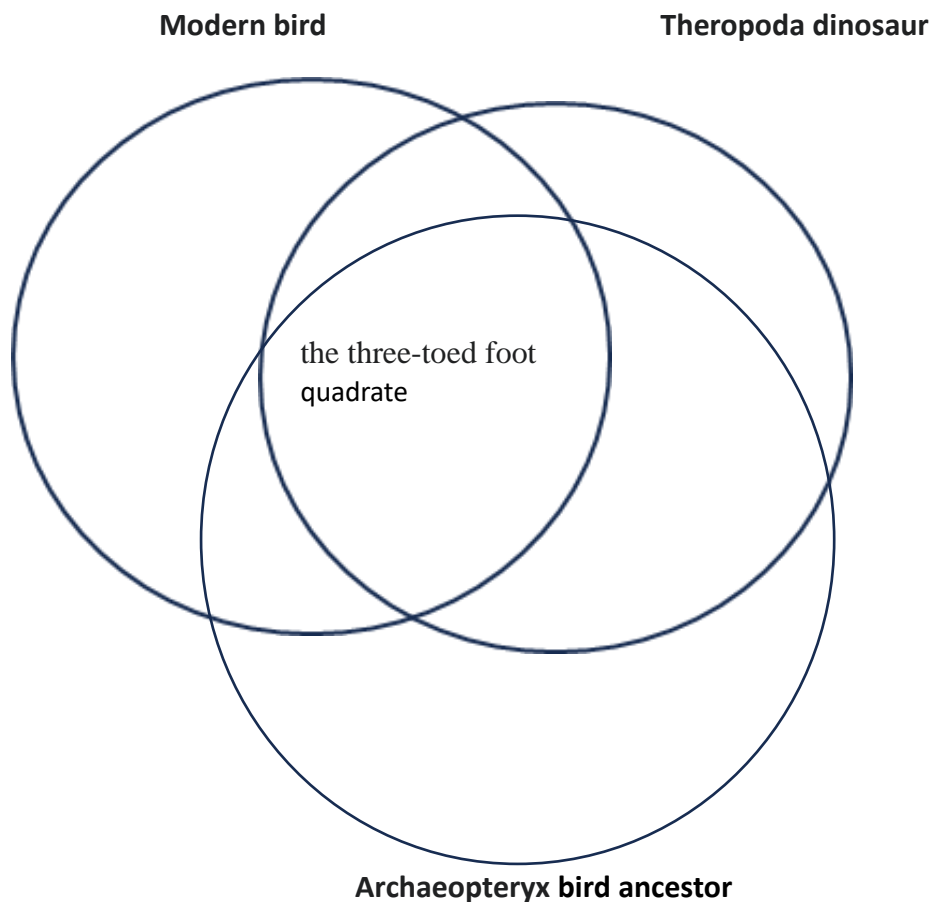 Modern bird
Theropoda dinosaur
the three-toed foot
quadrate
Archaeopteryx bird ancestor